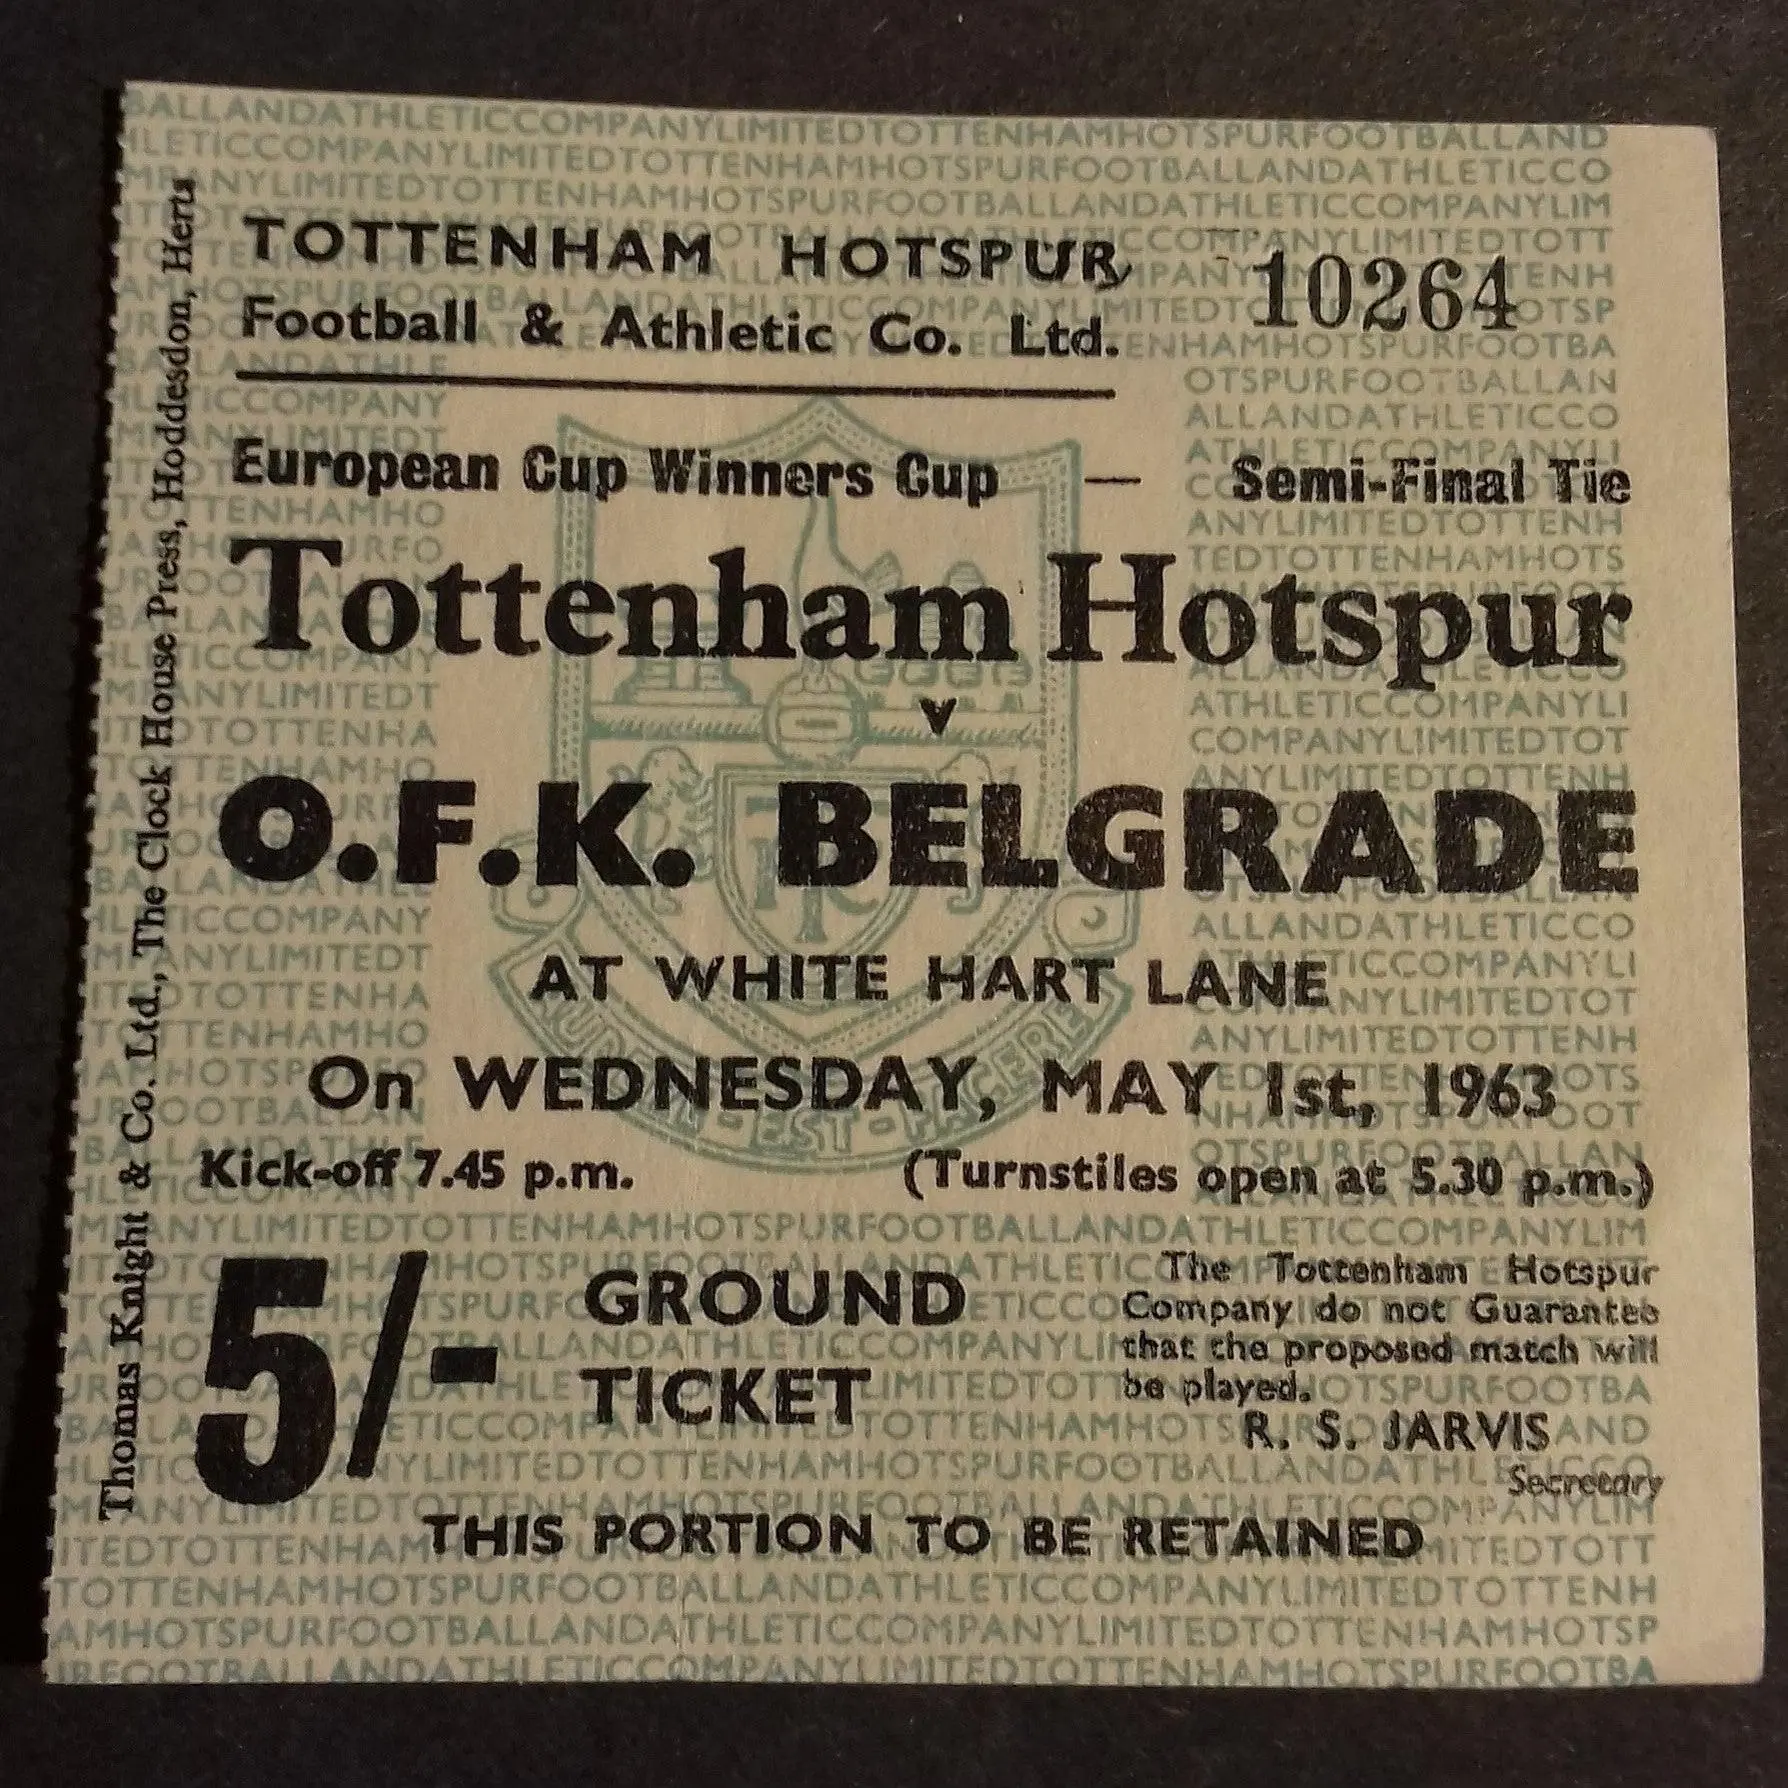 TOTTENHAM HOTSPUR
Football & Athletic Co. Ltd.
10264
European Cup Winners Cup — Semi-Final Tie
Tottenham Hotspur
v
O.F.K. BELGRADE
AT WHITE HART LANE
On WEDNESDAY, MAY 1st, 1963
Kick-off 7.45 p.m. (Turnstiles open at 5.30 p.m.)
5/- GROUND
TICKET
The Tottenham Hotspur
Company do not Guarantee
that the proposed match will
be played.
R. S. JARVIS
Secretary
THIS PORTION TO BE RETAINED
Thomas Knight & Co. Ltd., The Clock House Press, Hoddesdon, Herts
AUDERE-EST-FACERE